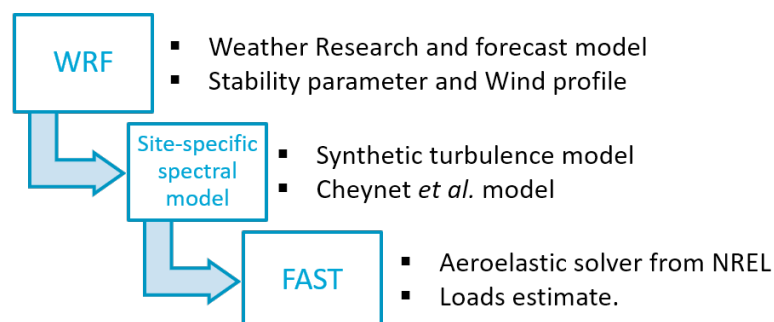 WRF
▪ Weather Research and forecast model
▪ Stability parameter and Wind profile
Site-specific
spectral
model
▪ Synthetic turbulence model
▪ Cheynet et al. model
FAST
▪ Aeroelastic solver from NREL
▪ Loads estimate.